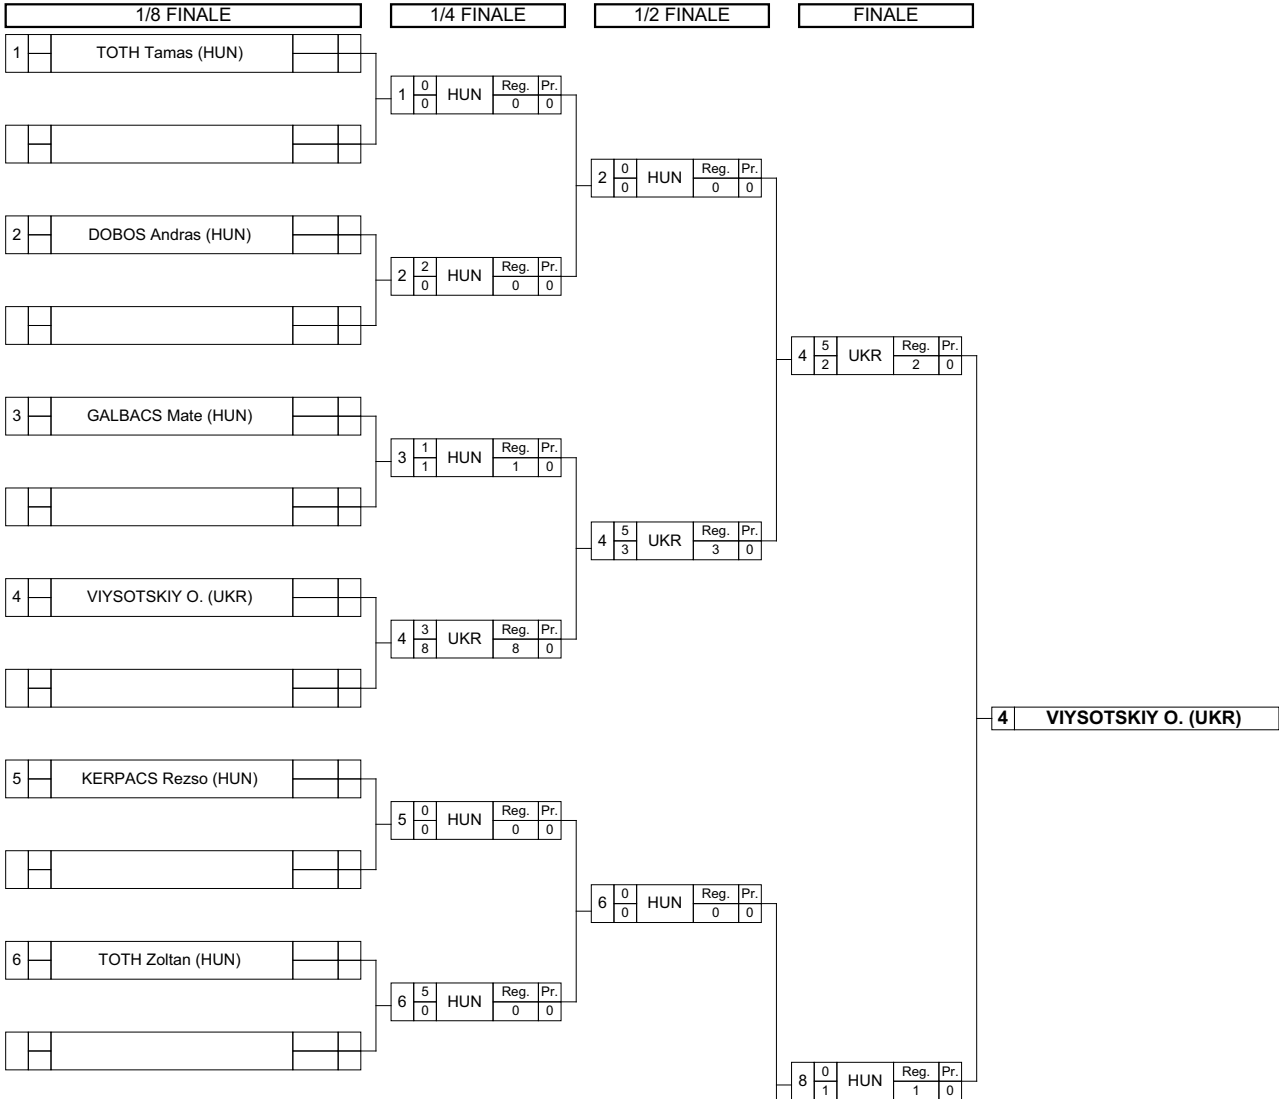 1/8 FINALE 1/4 FINALE 1/2 FINALE FINALE
1 TOTH Tamas (HUN)
1 0 0 HUN Reg. 0 Pr. 0
2 0 0 HUN Reg. 0 Pr. 0
2 DOBOS Andras (HUN)
2 2 0 HUN Reg. 0 Pr. 0
4 5 2 UKR Reg. 2 Pr. 0
3 GALBACS Mate (HUN)
3 1 1 HUN Reg. 1 Pr. 0
4 5 3 UKR Reg. 3 Pr. 0
4 VIYSOTSKIY O. (UKR)
4 3 8 UKR Reg. 8 Pr. 0
4 VIYSOTSKIY O. (UKR)
5 KERPACS Rezso (HUN)
5 0 0 HUN Reg. 0 Pr. 0
6 0 0 HUN Reg. 0 Pr. 0
6 TOTH Zoltan (HUN)
6 5 0 HUN Reg. 0 Pr. 0
8 0 1 HUN Reg. 1 Pr. 0